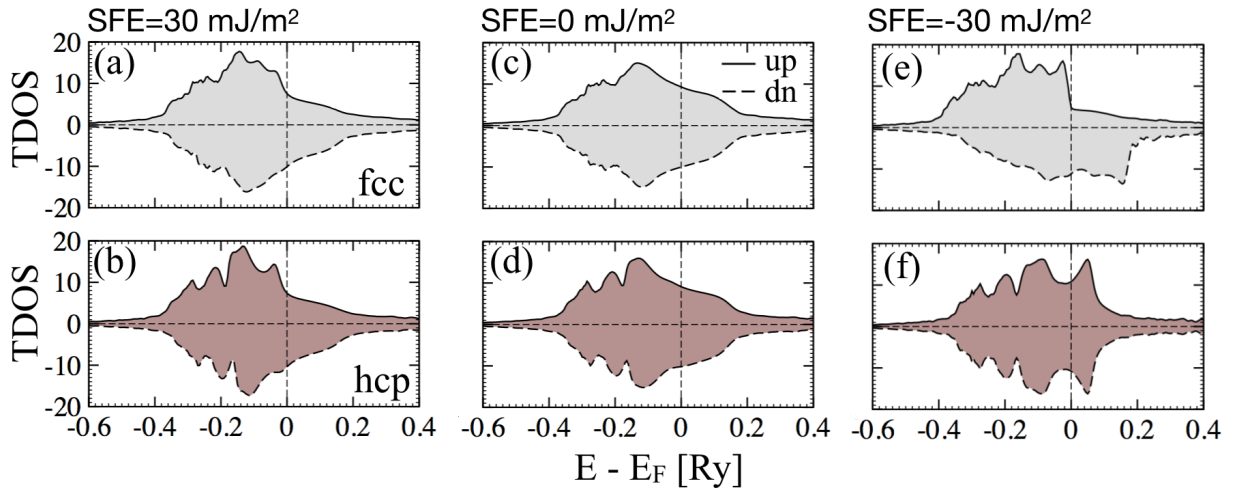 SFE=30 mJ/m² SFE=0 mJ/m² SFE=-30 mJ/m²
TDOS
20
10
0
-10
-20
(a)
fcc
(c)
up
dn
(e)
TDOS
20
10
0
-10
-20
(b)
hcp
(d)
(f)
-0.6 -0.4 -0.2 0 0.2 0.4 -0.6 -0.4 -0.2 0 0.2 0.4 -0.6 -0.4 -0.2 0 0.2 0.4
E - E_F [Ry]